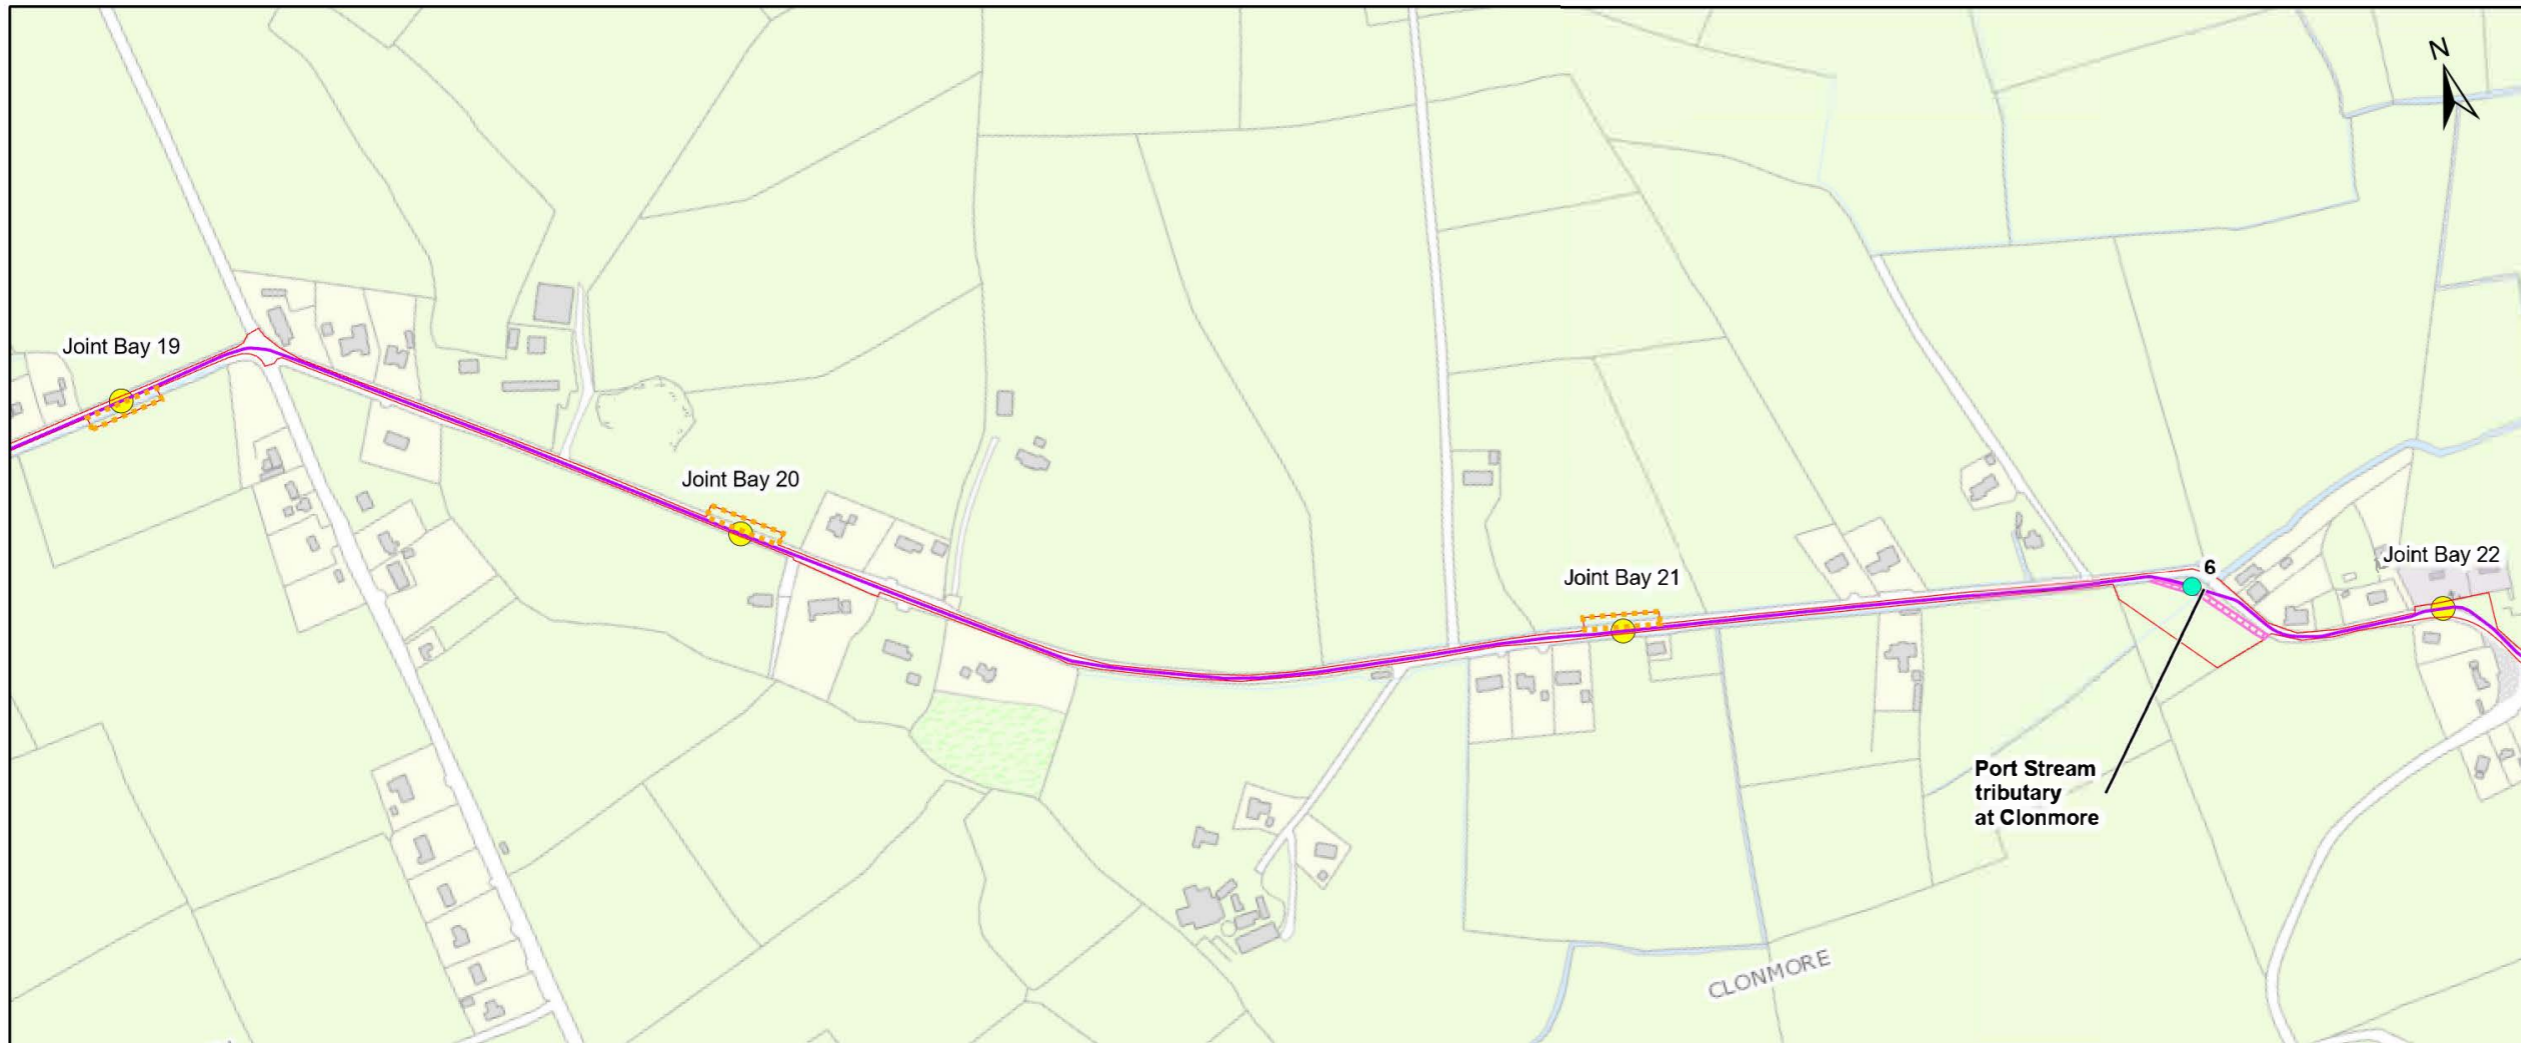 N
Joint Bay 19
Joint Bay 20
Joint Bay 21
6
Joint Bay 22
Port Stream
tributary
at Clonmore
CLONMORE